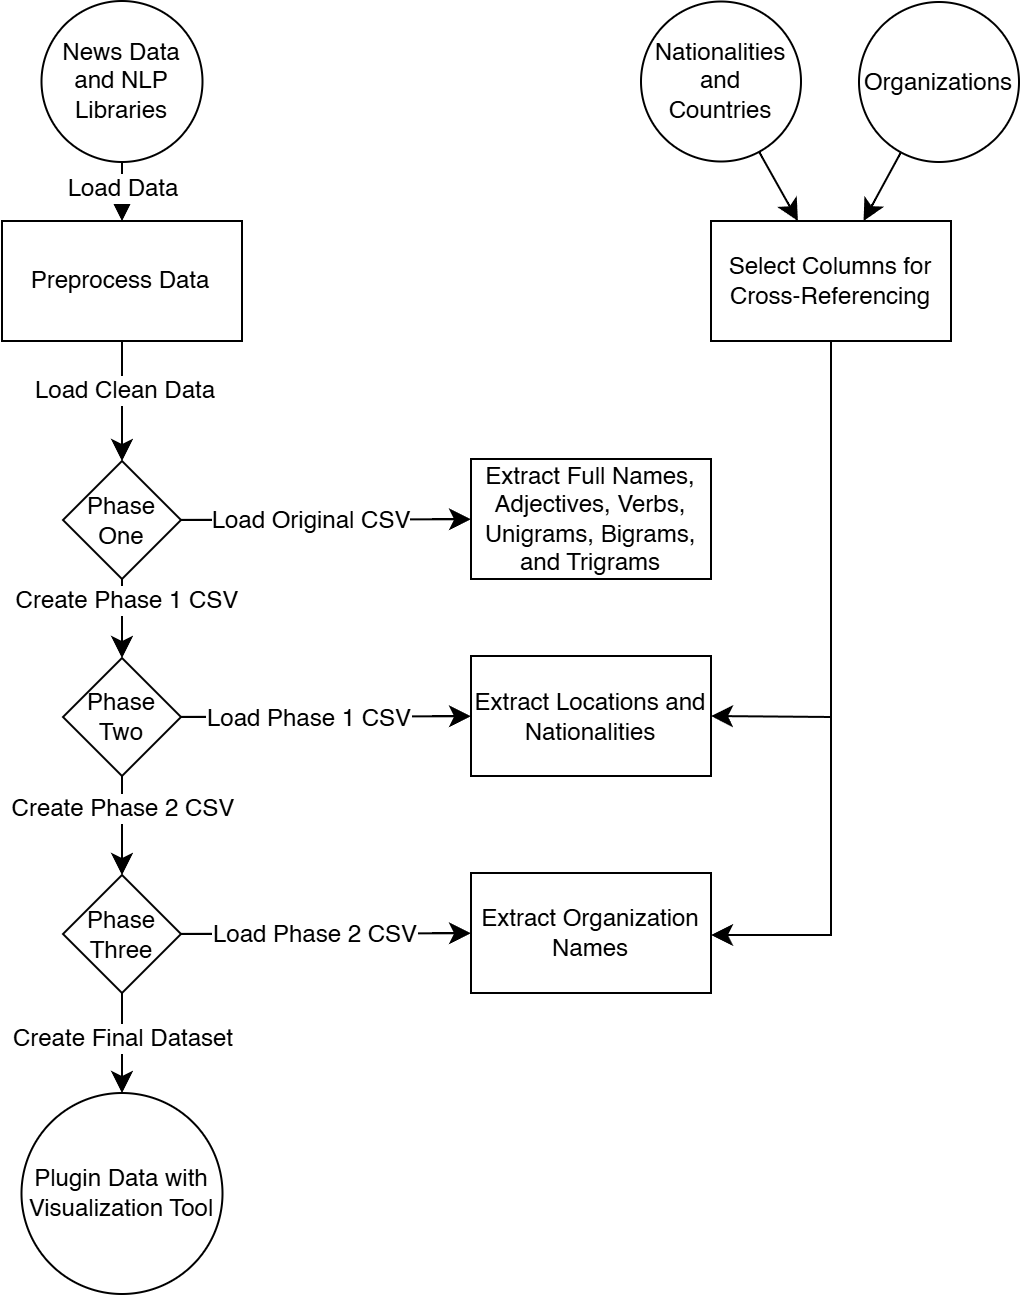 News Data
and NLP
Libraries
Nationalities
and
Countries
Organizations
Load Data
Preprocess Data
Select Columns for
Cross-Referencing
Load Clean Data
Phase
One
Load Original CSV
Extract Full Names,
Adjectives, Verbs,
Unigrams, Bigrams,
and Trigrams
Create Phase 1 CSV
Phase
Two
Load Phase 1 CSV
Extract Locations and
Nationalities
Create Phase 2 CSV
Phase
Three
Load Phase 2 CSV
Extract Organization
Names
Create Final Dataset
Plugin Data with
Visualization Tool